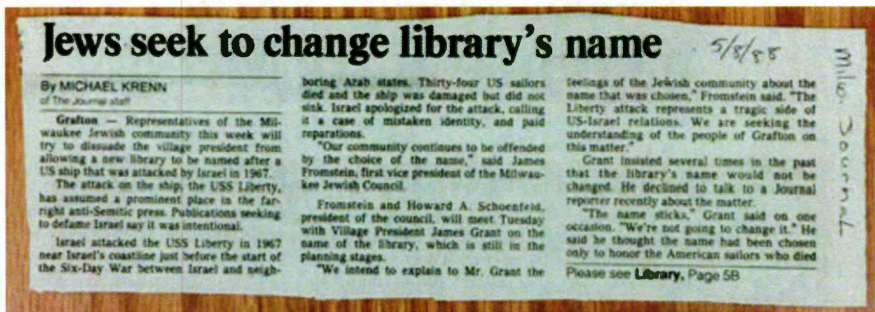 Jews seek to change library's name
5/8/88
By MICHAEL KRENN
of The Journal staff
Grafton — Representatives of the Mil-
waukee Jewish community this week will
try to dissuade the village president from
allowing a new library to be named after a
US ship that was attacked by Israel in 1967.
The attack on the ship, the USS Liberty,
has assumed a prominent place in the far-
right anti-Semitic press. Publications seeking
to defame Israel say it was intentional.
Israel attacked the USS Liberty in 1967
near Israel's coastline just before the start of
the Six-Day War between Israel and neigh-
boring Arab states. Thirty-four US sailors
died and the ship was damaged but did not
sink. Israel apologized for the attack, calling
it a case of mistaken identity, and paid
reparations.
"Our community continues to be offended
by the choice of the name," said James
Fromstein, first vice president of the Milwau-
kee Jewish Council.
Fromstein and Howard A. Schoenfeld,
president of the council, will meet Tuesday
with Village President James Grant on the
name of the library, which is still in the
planning stages.
"We intend to explain to Mr. Grant the
feelings of the Jewish community about the
name that was chosen," Fromstein said. "The
Liberty attack represents a tragic side of
US-Israel relations. We are seeking the
understanding of the people of Grafton on
this matter."
Grant insisted several times in the past
that the library's name would not be
changed. He declined to talk to a Journal
reporter recently about the matter.
"The name sticks," Grant said on one
occasion. "We're not going to change it." He
said he thought the name had been chosen
only to honor the American sailors who died
Please see Library, Page 5B